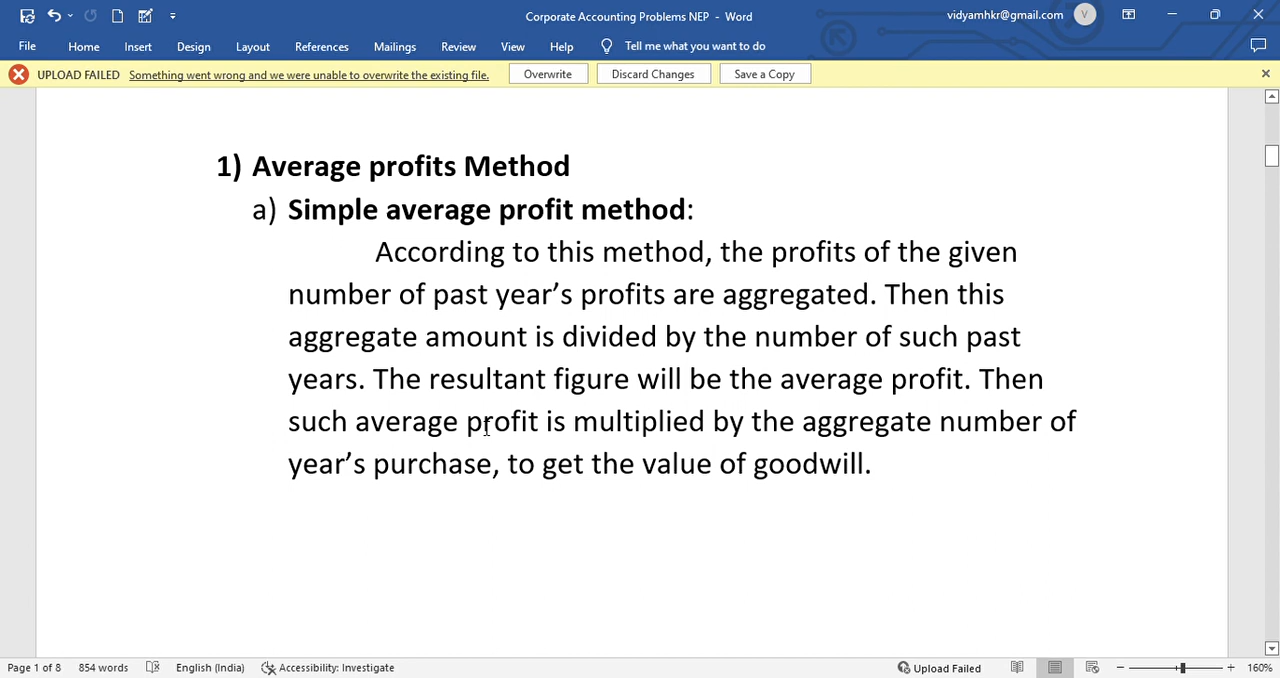 Corporate Accounting Problems NEP - Word
vidyamhkr@gmail.com V
File Home Insert Design Layout References Mailings Review View Help Tell me what you want to do
UPLOAD FAILED Something went wrong and we were unable to overwrite the existing file. Overwrite Discard Changes Save a Copy
1) Average profits Method
a) Simple average profit method:
According to this method, the profits of the given
number of past year’s profits are aggregated. Then this
aggregate amount is divided by the number of such past
years. The resultant figure will be the average profit. Then
such average profit is multiplied by the aggregate number of
year’s purchase, to get the value of goodwill.
Page 1 of 8 854 words English (India) Accessibility: Investigate Upload Failed 160%